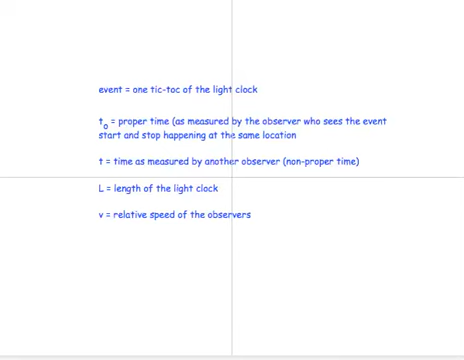 event = one tic-toc of the light clock
t₀ = proper time (as measured by the observer who sees the event
start and stop happening at the same location
t = time as measured by another observer (non-proper time)
L = length of the light clock
v = relative speed of the observers